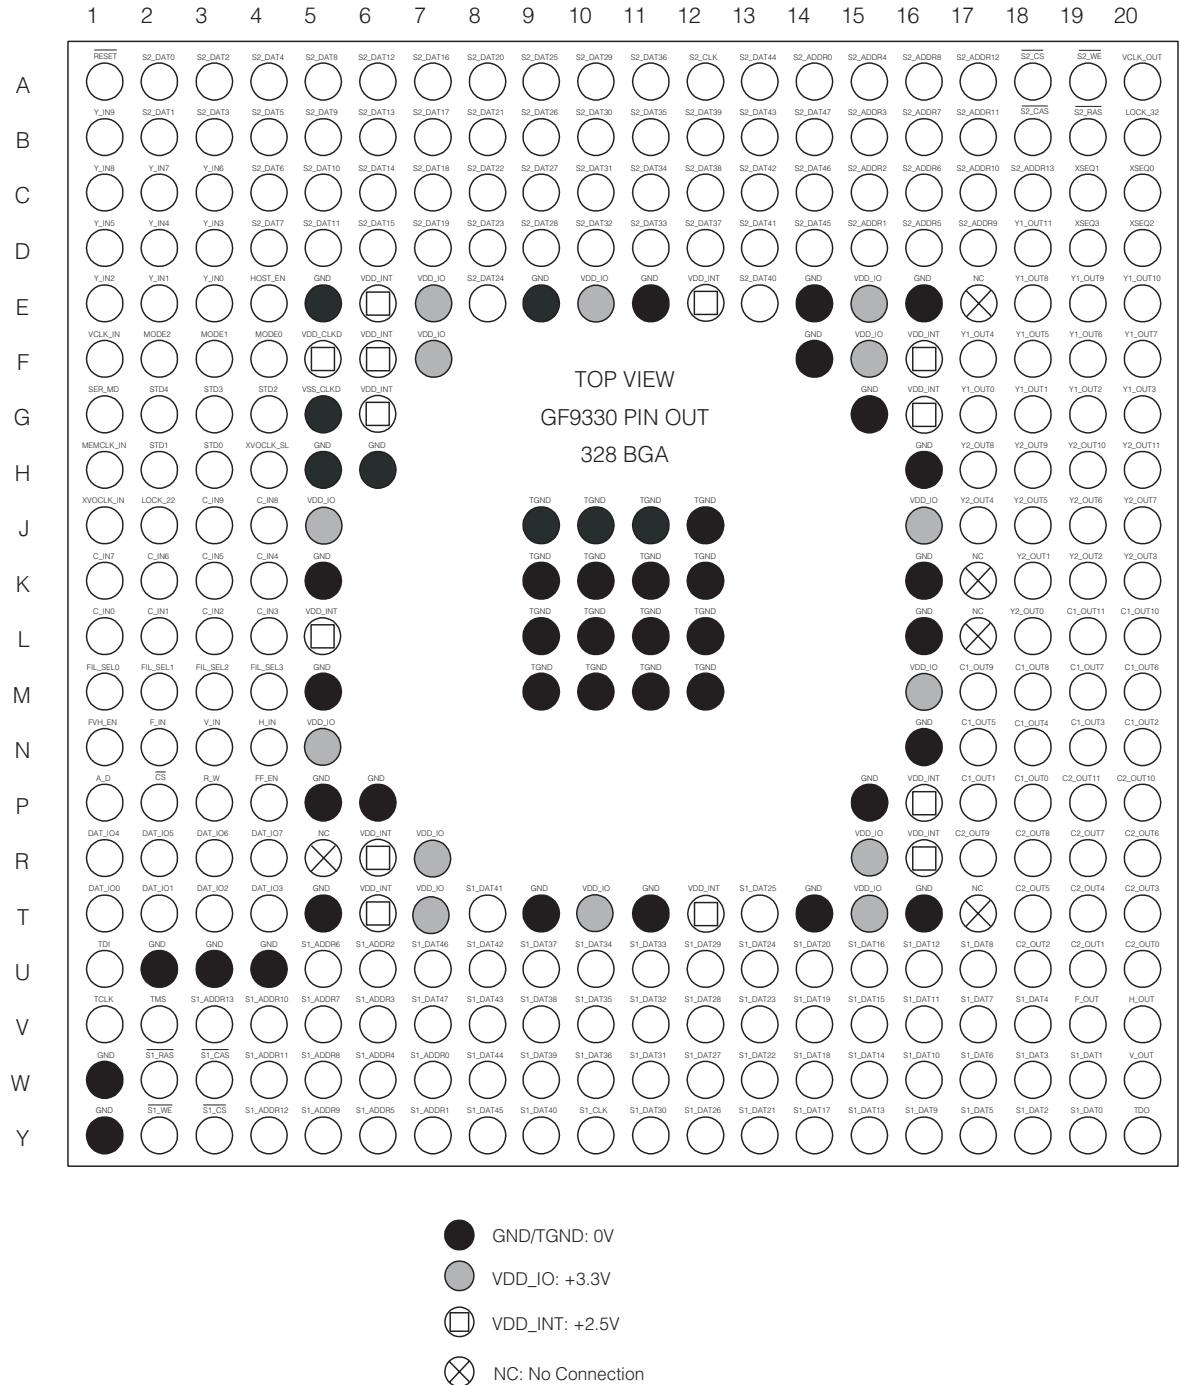 1 2 3 4 5 6 7 8 9 10 11 12 13 14 15 16 17 18 19 20
RESET S2_DAT0 S2_DAT2 S2_DAT4 S2_DAT8 S2_DAT12 S2_DAT16 S2_DAT20 S2_DAT25 S2_DAT29 S2_DAT36 S2_CLK S2_DAT44 S2_ADDR0 S2_ADDR4 S2_ADDR8 S2_ADDR12 S2_CS S2_WE VCLK_OUT
A
Y_IN9 S2_DAT1 S2_DAT3 S2_DAT5 S2_DAT9 S2_DAT13 S2_DAT17 S2_DAT21 S2_DAT26 S2_DAT30 S2_DAT35 S2_DAT39 S2_DAT43 S2_DAT47 S2_ADDR3 S2_ADDR7 S2_ADDR11 S2_CAS S2_RAS LOCK_32
B
Y_IN8 Y_IN7 Y_IN6 S2_DAT6 S2_DAT10 S2_DAT14 S2_DAT18 S2_DAT22 S2_DAT27 S2_DAT31 S2_DAT34 S2_DAT38 S2_DAT42 S2_DAT46 S2_ADDR2 S2_ADDR6 S2_ADDR10 S2_ADDR13 XSEQ1 XSEQ0
C
Y_IN5 Y_IN4 Y_IN3 S2_DAT7 S2_DAT11 S2_DAT15 S2_DAT19 S2_DAT23 S2_DAT28 S2_DAT32 S2_DAT33 S2_DAT37 S2_DAT41 S2_DAT45 S2_ADDR1 S2_ADDR5 S2_ADDR9 Y1_OUT11 XSEQ3 XSEQ2
D
Y_IN2 Y_IN1 Y_IN0 HOST_EN GND VDD_INT VDD_IO S2_DAT24 GND VDD_IO GND VDD_INT S2_DAT40 GND VDD_IO GND NC Y1_OUT8 Y1_OUT9 Y1_OUT10
E
VCLK_IN MODE2 MODE1 MODE0 VDD_CLKD VDD_INT VDD_IO GND VDD_IO VDD_INT Y1_OUT4 Y1_OUT5 Y1_OUT6 Y1_OUT7
F
TOP VIEW
SER_MD STD4 STD3 STD2 VSS_CLKD VDD_INT GND VDD_INT Y1_OUT0 Y1_OUT1 Y1_OUT2 Y1_OUT3
G
GF9330 PIN OUT
MEMCLK_IN STD1 STD0 XVOCLK_SL GND GND GND Y2_OUT8 Y2_OUT9 Y2_OUT10 Y2_OUT11
H
328 BGA
XVOCLK_IN LOCK_22 C_IN9 C_IN8 VDD_IO TGND TGND TGND TGND VDD_IO Y2_OUT4 Y2_OUT5 Y2_OUT6 Y2_OUT7
J
C_IN7 C_IN6 C_IN5 C_IN4 GND TGND TGND TGND TGND GND NC Y2_OUT1 Y2_OUT2 Y2_OUT3
K
C_IN0 C_IN1 C_IN2 C_IN3 VDD_INT TGND TGND TGND TGND GND NC Y2_OUT0 C1_OUT11 C1_OUT10
L
FIL_SEL0 FIL_SEL1 FIL_SEL2 FIL_SEL3 GND TGND TGND TGND TGND VDD_IO C1_OUT9 C1_OUT8 C1_OUT7 C1_OUT6
M
FVH_EN F_IN V_IN H_IN VDD_IO GND C1_OUT5 C1_OUT4 C1_OUT3 C1_OUT2
N
A_D CS R_W FF_EN GND GND GND VDD_INT C1_OUT1 C1_OUT0 C2_OUT11 C2_OUT10
P
DAT_IO4 DAT_IO5 DAT_IO6 DAT_IO7 NC VDD_INT VDD_IO VDD_IO VDD_INT C2_OUT9 C2_OUT8 C2_OUT7 C2_OUT6
R
DAT_IO0 DAT_IO1 DAT_IO2 DAT_IO3 GND VDD_INT VDD_IO S1_DAT41 GND VDD_IO GND VDD_INT S1_DAT25 GND VDD_IO GND NC C2_OUT5 C2_OUT4 C2_OUT3
T
TDI GND GND GND S1_ADDR6 S1_ADDR2 S1_DAT46 S1_DAT42 S1_DAT37 S1_DAT34 S1_DAT33 S1_DAT29 S1_DAT24 S1_DAT20 S1_DAT16 S1_DAT12 S1_DAT8 C2_OUT2 C2_OUT1 C2_OUT0
U
TCLK TMS S1_ADDR13 S1_ADDR10 S1_ADDR7 S1_ADDR3 S1_DAT47 S1_DAT43 S1_DAT38 S1_DAT35 S1_DAT32 S1_DAT28 S1_DAT23 S1_DAT19 S1_DAT15 S1_DAT11 S1_DAT7 S1_DAT4 F_OUT H_OUT
V
GND S1_RAS S1_CAS S1_ADDR11 S1_ADDR8 S1_ADDR4 S1_ADDR0 S1_DAT44 S1_DAT39 S1_DAT36 S1_DAT31 S1_DAT27 S1_DAT22 S1_DAT18 S1_DAT14 S1_DAT10 S1_DAT6 S1_DAT3 S1_DAT1 V_OUT
W
GND S1_WE S1_CS S1_ADDR12 S1_ADDR9 S1_ADDR5 S1_ADDR1 S1_DAT45 S1_DAT40 S1_CLK S1_DAT30 S1_DAT26 S1_DAT21 S1_DAT17 S1_DAT13 S1_DAT9 S1_DAT5 S1_DAT2 S1_DAT0 TDO
Y
GND/TGND: 0V
VDD_IO: +3.3V
VDD_INT: +2.5V
NC: No Connection